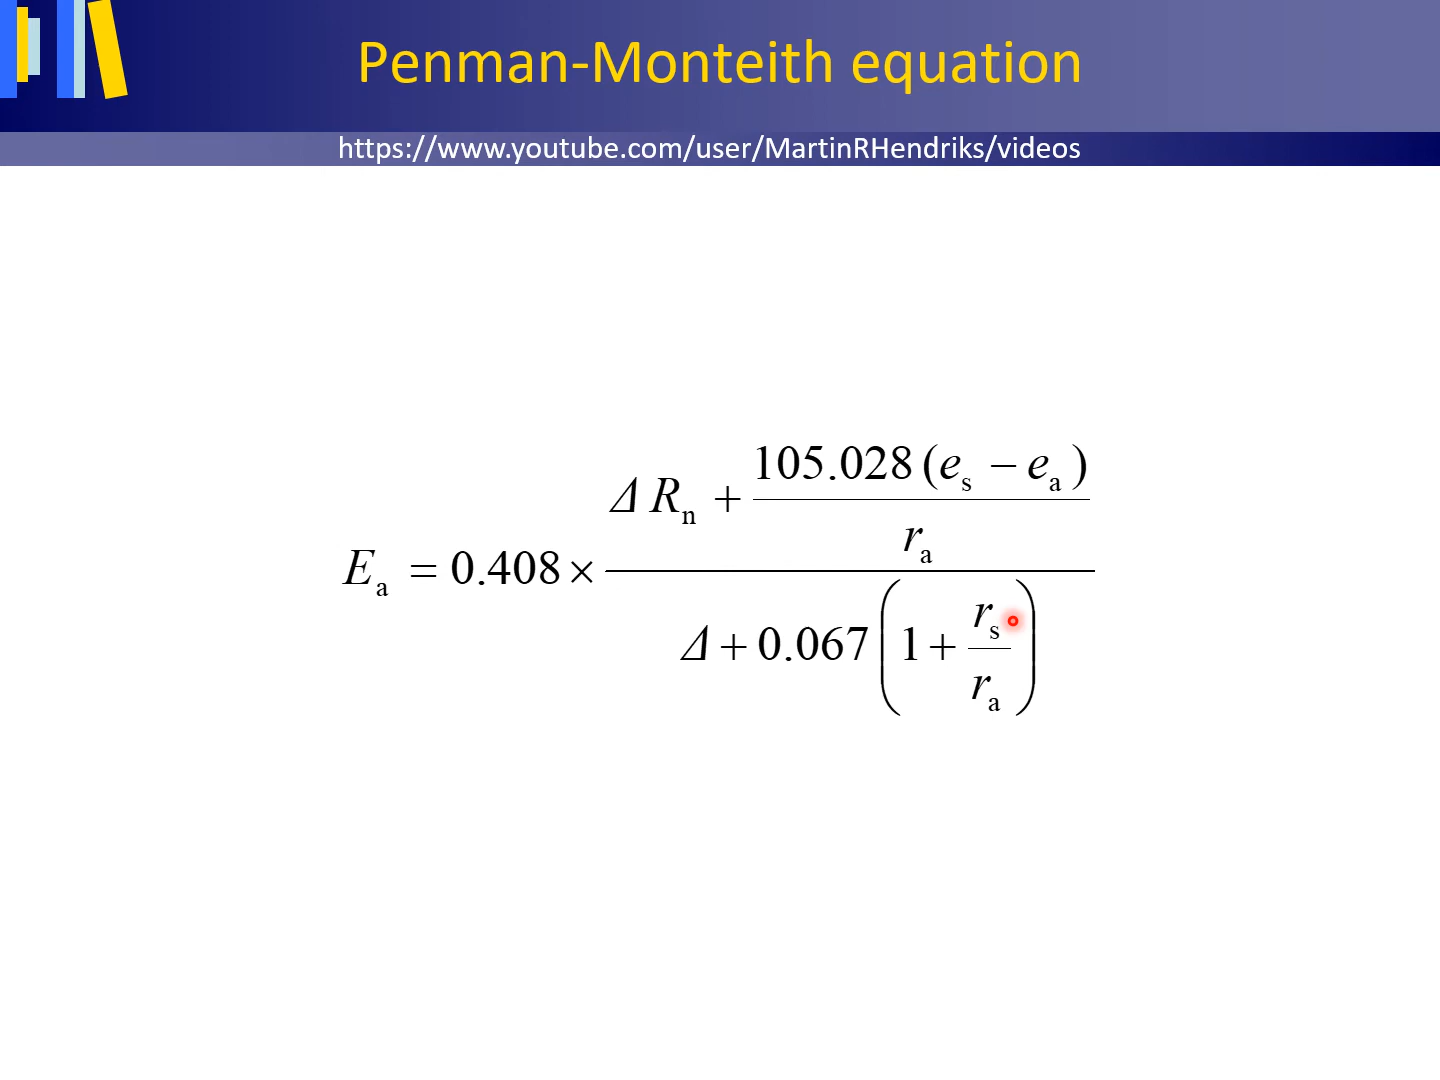 Penman-Monteith equation
https://www.youtube.com/user/MartinRHendriks/videos
E_a = 0.408 × (Δ R_n + 105.028 (e_s − e_a) / r_a) / (Δ + 0.067 (1 + r_s / r_a))